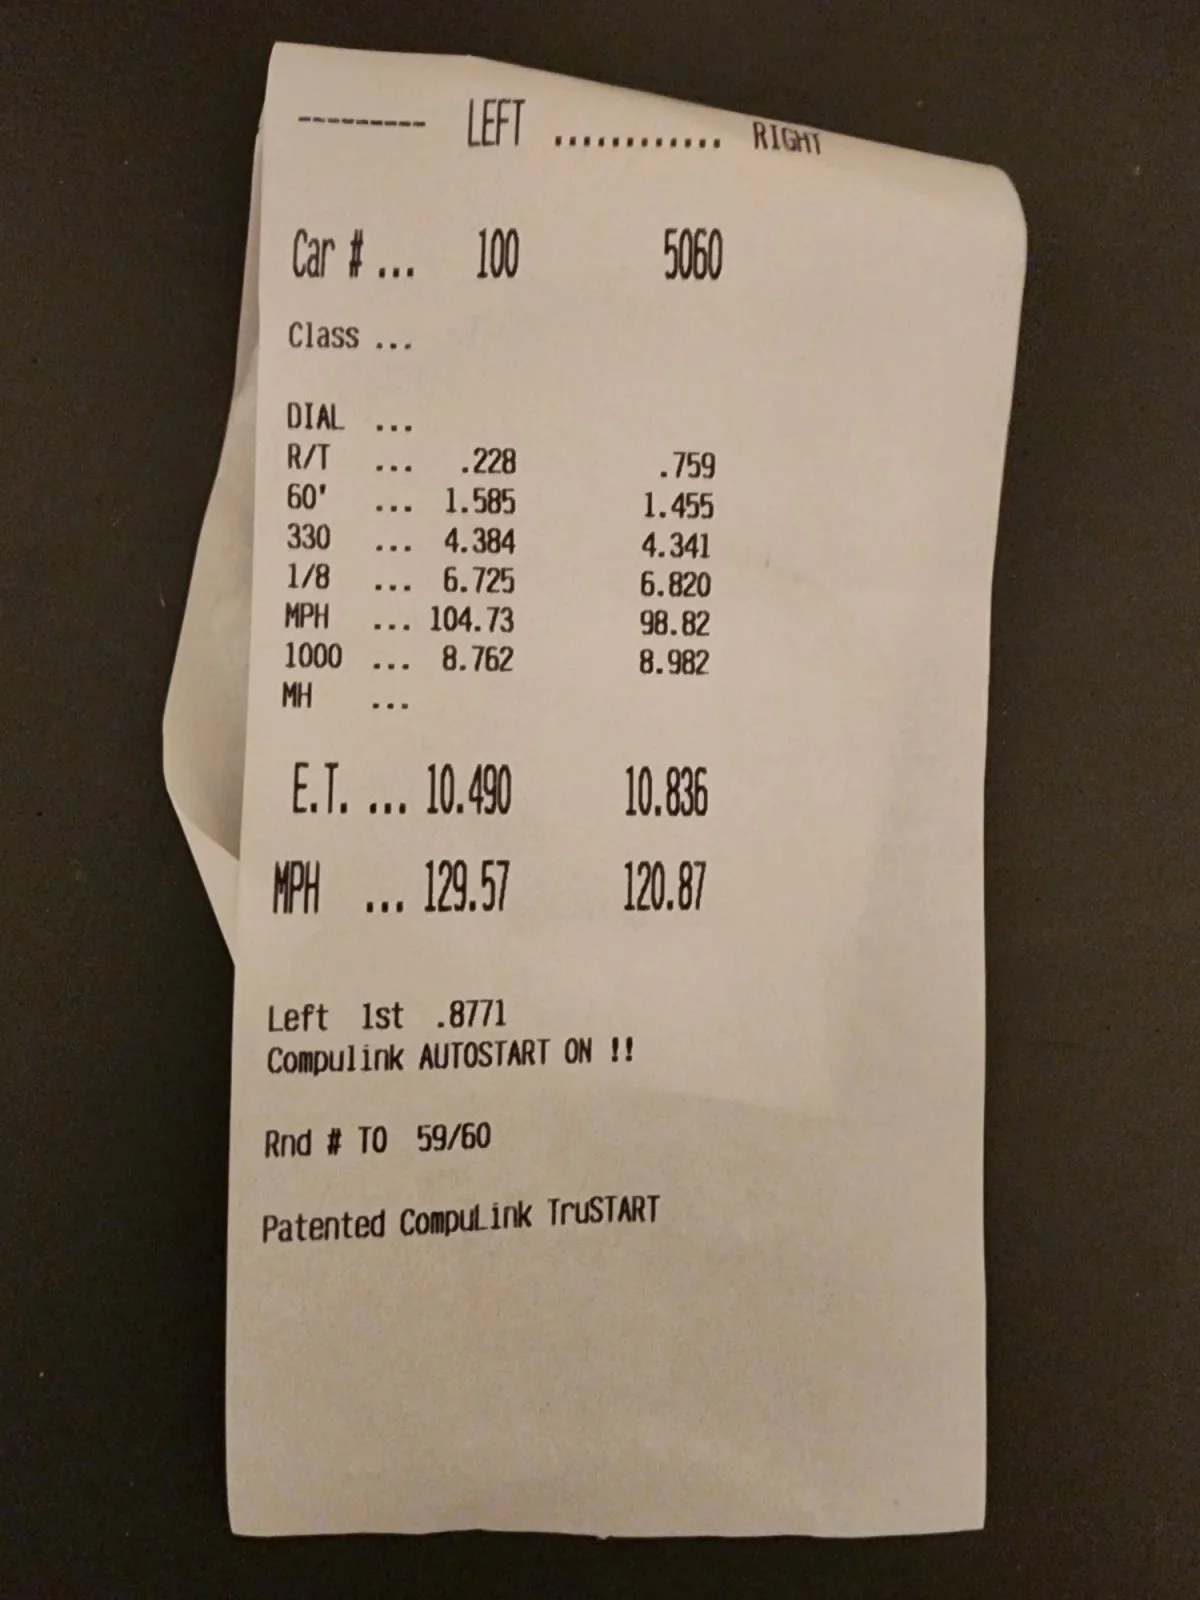 --------- LEFT ............ RIGHT
Car # ... 100 5060
Class ...
DIAL ...
R/T ... .228 .759
60' ... 1.585 1.455
330 ... 4.384 4.341
1/8 ... 6.725 6.820
MPH ... 104.73 98.82
1000 ... 8.762 8.982
MH ...
E.T. ... 10.490 10.836
MPH ... 129.57 120.87
Left 1st .8771
Compulink AUTOSTART ON !!
Rnd # TO 59/60
Patented CompuLink TruSTART